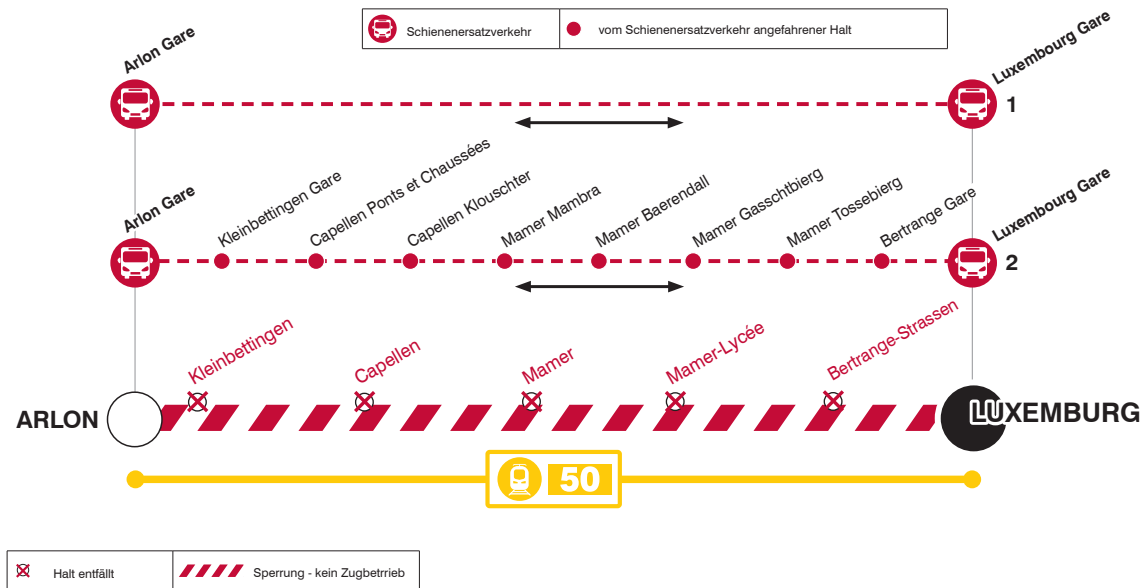 Schienenersatzverkehr
vom Schienenersatzverkehr angefahrener Halt
Arlon Gare
Luxembourg Gare
1
Arlon Gare
Kleinbettingen Gare
Capellen Ponts et Chaussées
Capellen Klouschter
Mamer Mambra
Mamer Baerendall
Mamer Gasschtbierg
Mamer Tossebierg
Bertrange Gare
Luxembourg Gare
2
Kleinbettingen
Capellen
Mamer
Mamer-Lycée
Bertrange-Strassen
ARLON
LUXEMBURG
50
Halt entfällt
Sperrung - kein Zugbetrrieb